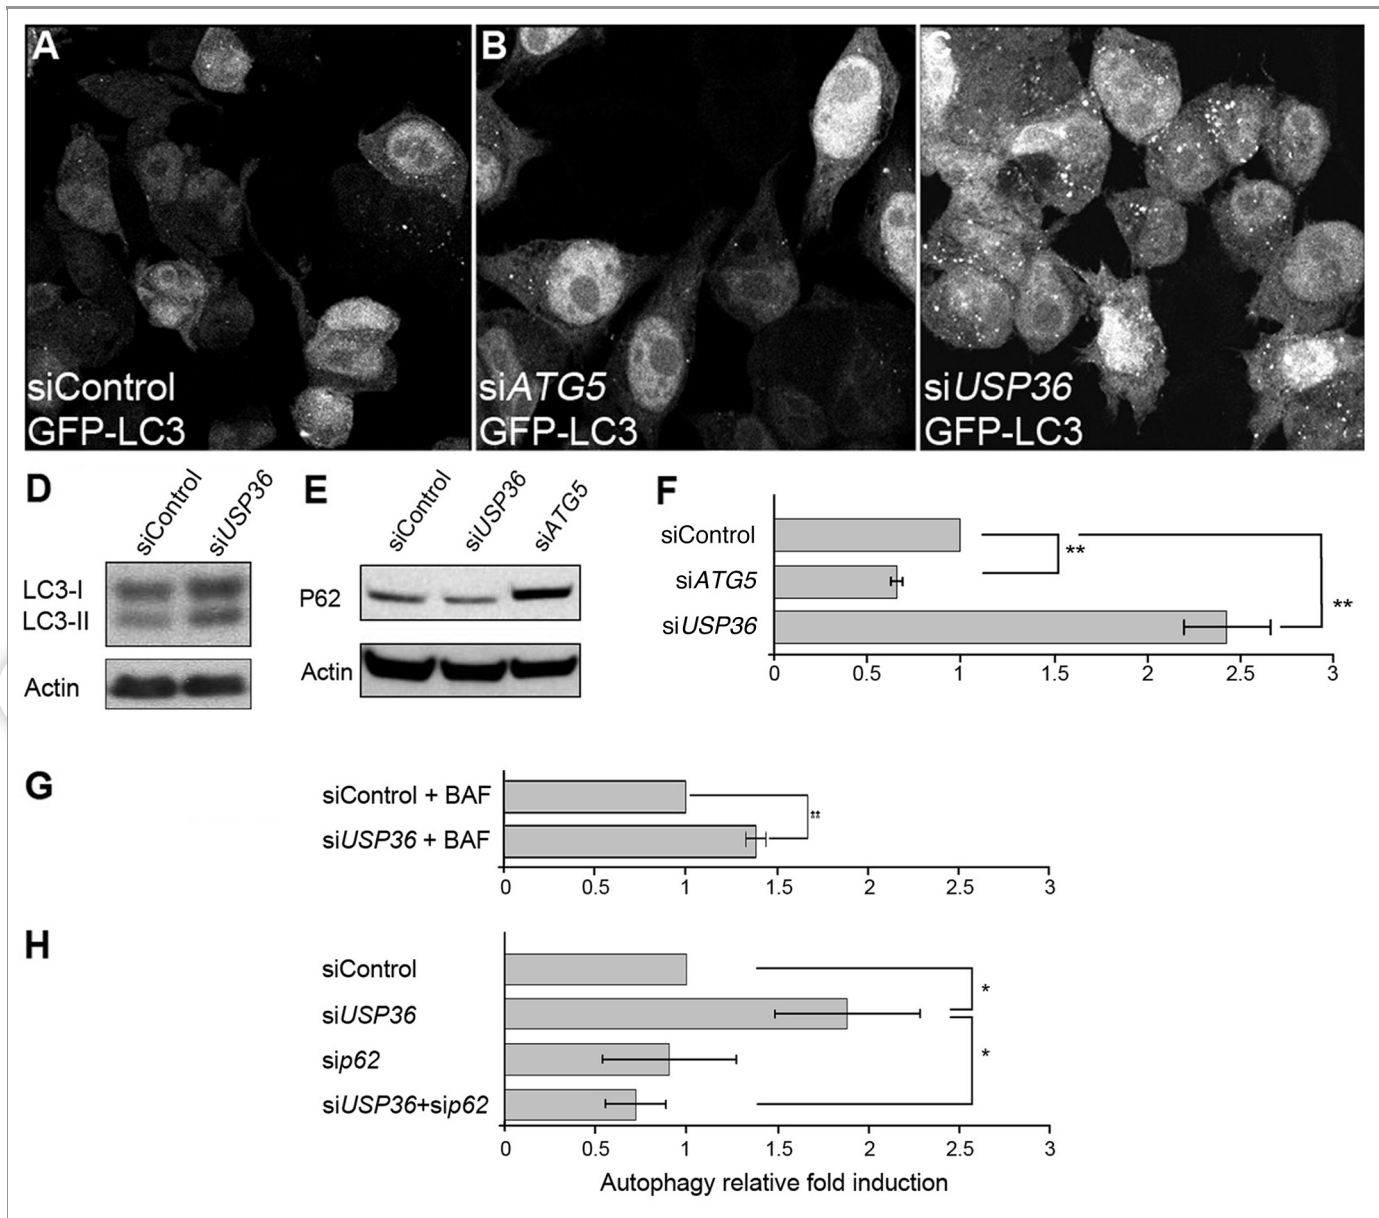 A
B
C
siControl
GFP-LC3
siATG5
GFP-LC3
siUSP36
GFP-LC3
D
siControl
siUSP36
LC3-I
LC3-II
Actin
E
siControl
siUSP36
siATG5
P62
Actin
F
siControl
**
siATG5
siUSP36
**
0 0.5 1 1.5 2 2.5 3
G
siControl + BAF
**
siUSP36 + BAF
0 0.5 1 1.5 2 2.5 3
H
siControl
*
siUSP36
*
sip62
siUSP36+sip62
0 0.5 1 1.5 2 2.5 3
Autophagy relative fold induction